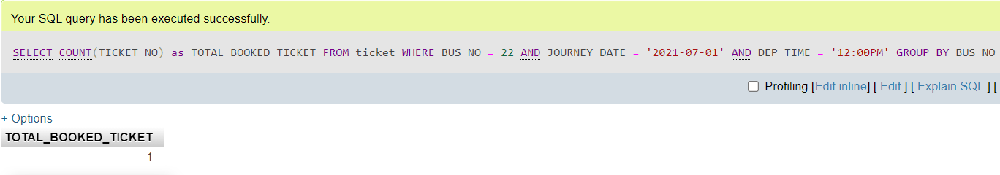 Your SQL query has been executed successfully.
SELECT COUNT(TICKET_NO) as TOTAL_BOOKED_TICKET FROM ticket WHERE BUS_NO = 22 AND JOURNEY_DATE = '2021-07-01' AND DEP_TIME = '12:00PM' GROUP BY BUS_NO
Profiling [Edit inline] [ Edit ] [ Explain SQL ] [
+ Options
TOTAL_BOOKED_TICKET
1